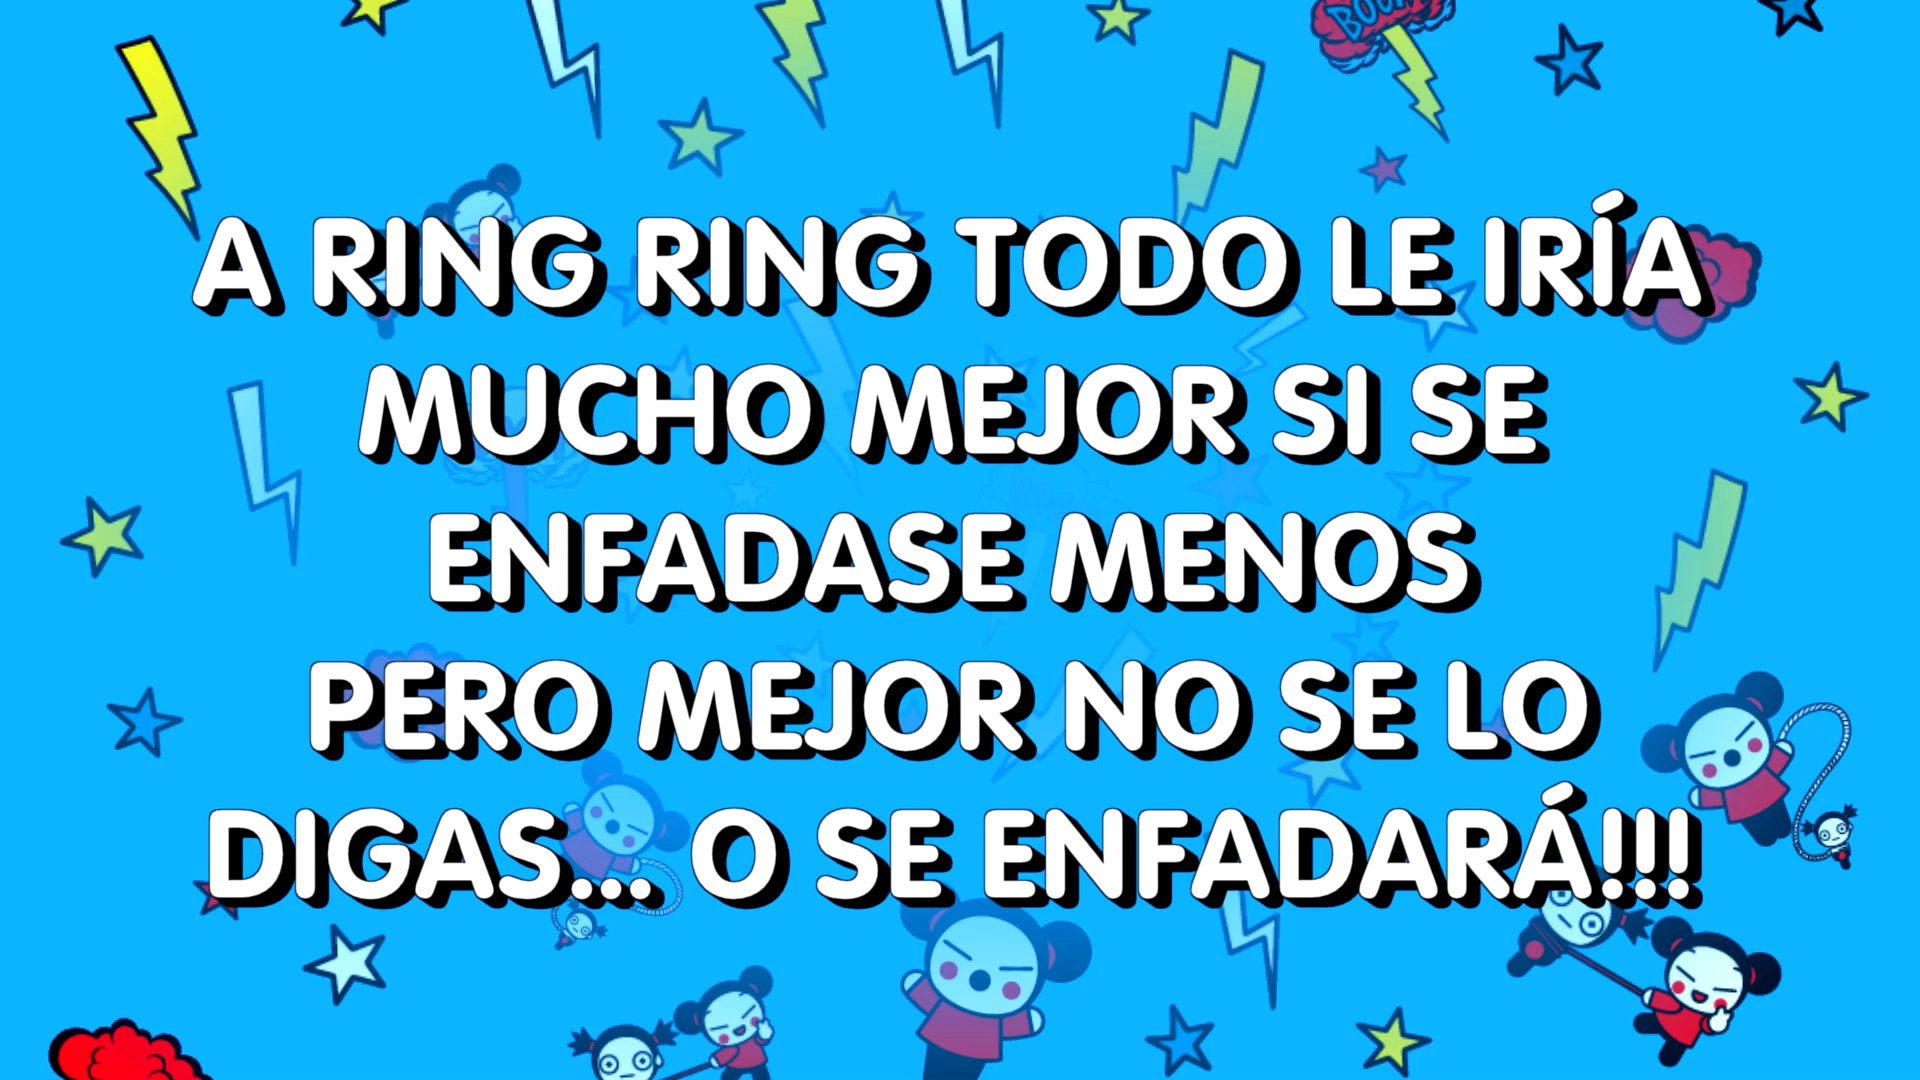 BOOM
A RING RING TODO LE IRÍA
MUCHO MEJOR SI SE
ENFADASE MENOS
PERO MEJOR NO SE LO
DIGAS... O SE ENFADARÁ!!!